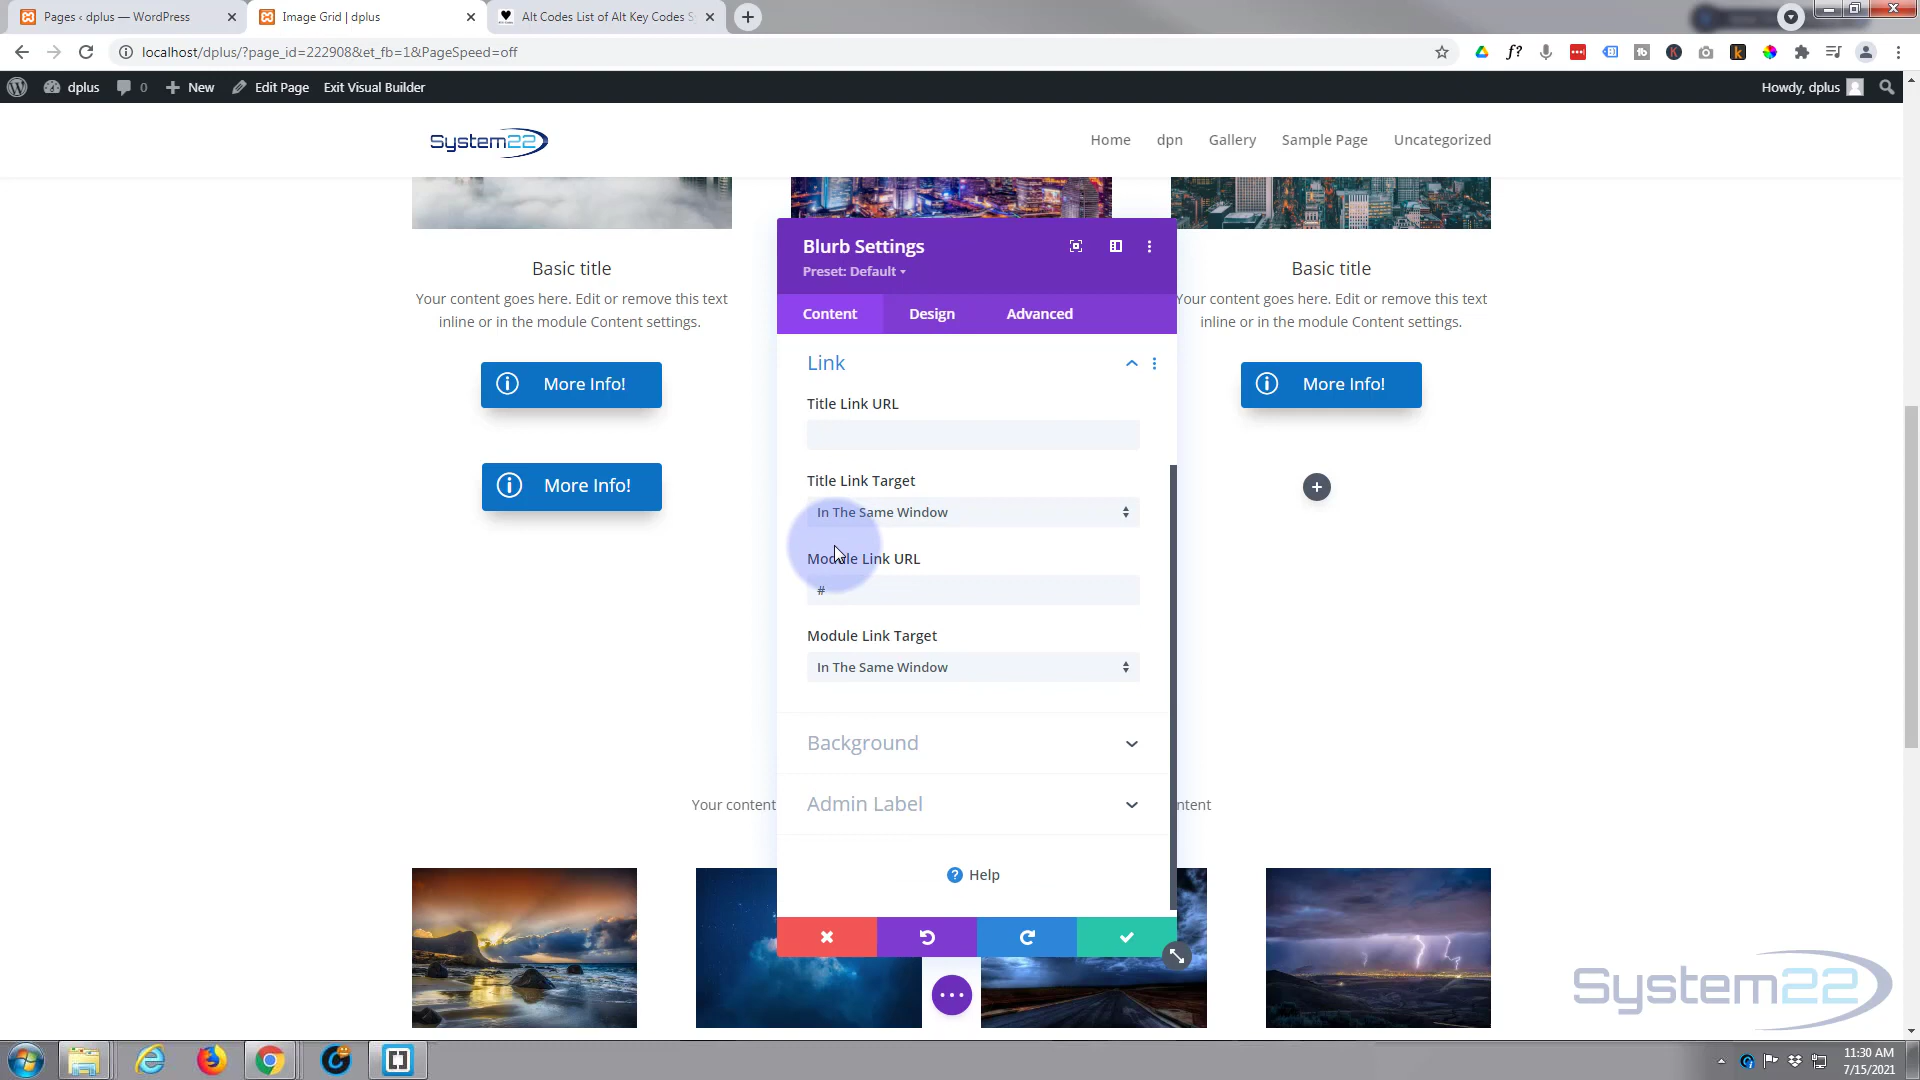 Pages ‹ dplus — WordPress
Image Grid | dplus
Alt Codes List of Alt Key Codes S
localhost/dplus/?page_id=222908&et_fb=1&PageSpeed=off
dplus
0
New
Edit Page
Exit Visual Builder
Howdy, dplus
System22
Home
dpn
Gallery
Sample Page
Uncategorized
Blurb Settings
Preset: Default
Content
Design
Advanced
Basic title
Your content goes here. Edit or remove this text
inline or in the module Content settings.
More Info!
More Info!
Basic title
Your content goes here. Edit or remove this text
inline or in the module Content settings.
More Info!
Link
Title Link URL
Title Link Target
In The Same Window
Module Link URL
#
Module Link Target
In The Same Window
Background
Admin Label
Help
Your content
ntent
System22
11:30 AM
7/15/2021